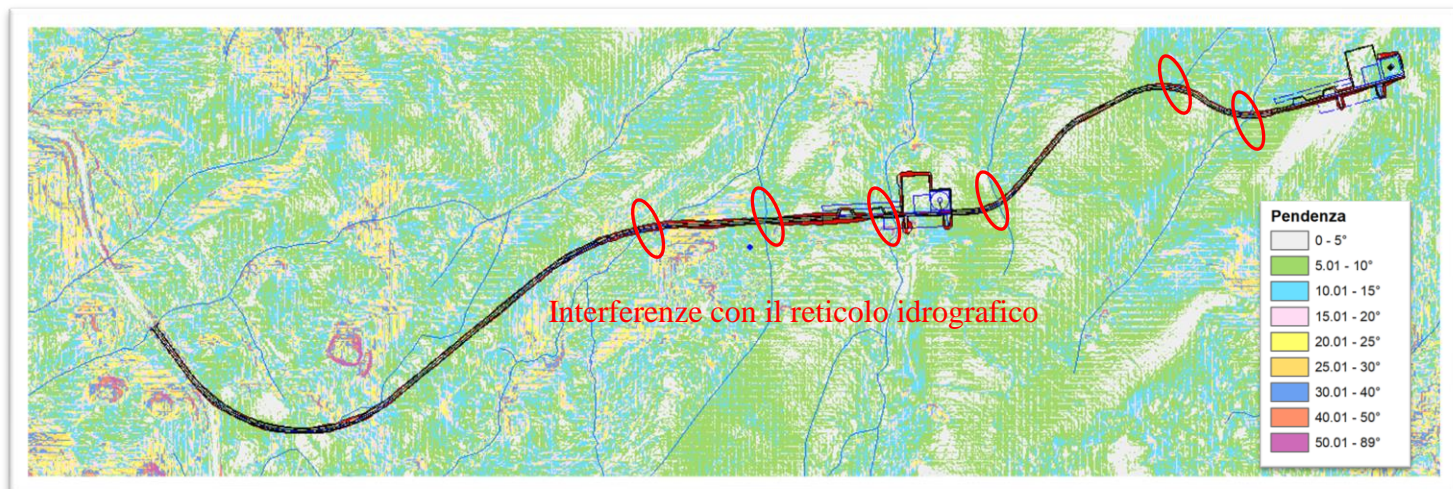 Interferenze con il reticolo idrografico
Pendenza
0 - 5°
5.01 - 10°
10.01 - 15°
15.01 - 20°
20.01 - 25°
25.01 - 30°
30.01 - 40°
40.01 - 50°
50.01 - 89°